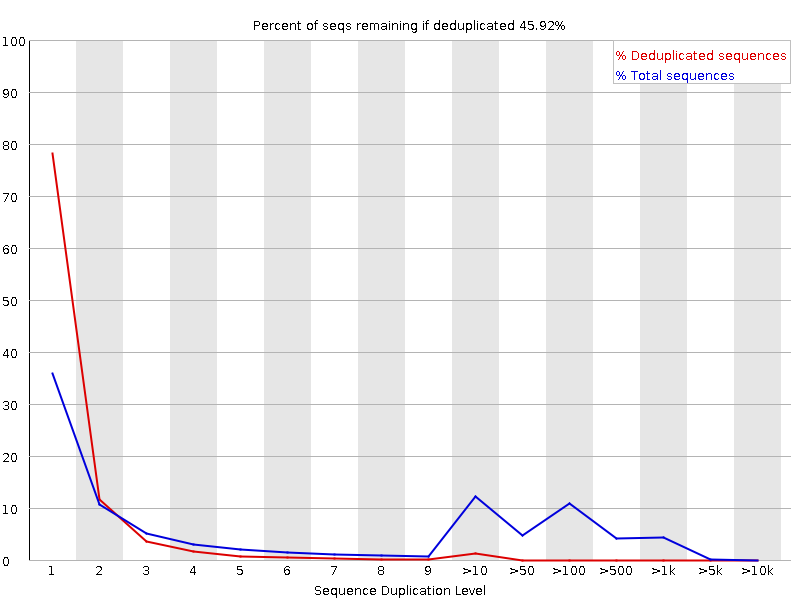 Percent of seqs remaining if deduplicated 45.92%
% Deduplicated sequences
% Total sequences
100
90
80
70
60
50
40
30
20
10
0
1 2 3 4 5 6 7 8 9 >10 >50 >100 >500 >1k >5k >10k
Sequence Duplication Level